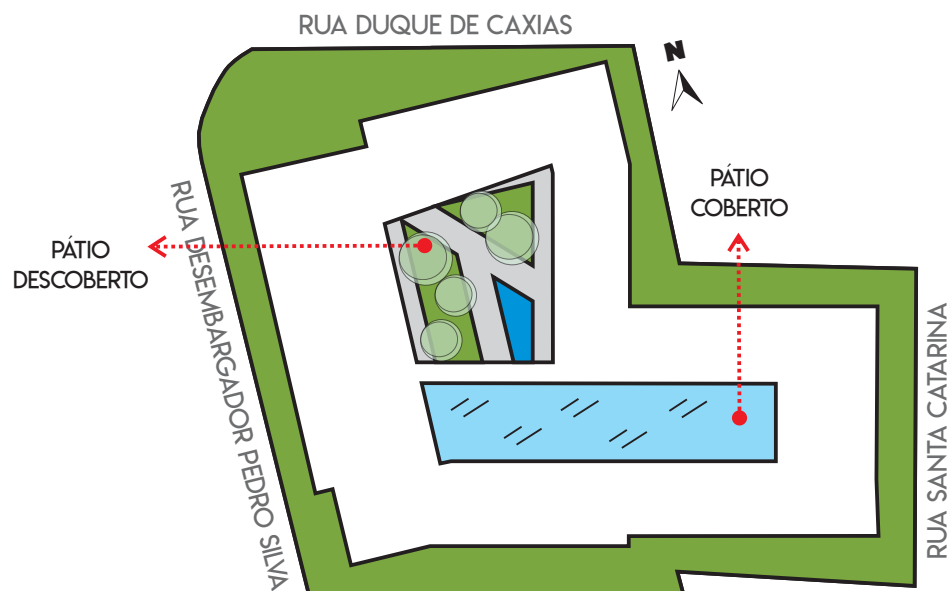 RUA DUQUE DE CAXIAS
N
PÁTIO
COBERTO
PÁTIO
DESCOBERTO
RUA DESEMBARGADOR PEDRO SILVA
RUA SANTA CATARINA